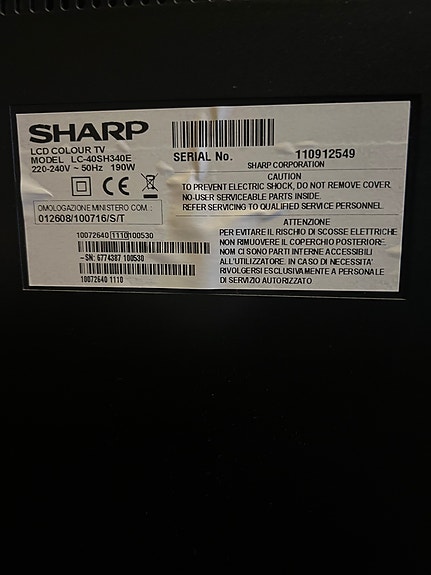 SHARP
LCD COLOUR TV
MODEL LC-40SH340E
220-240V ~ 50Hz 190W
CE
OMOLOGAZIONE MINISTERO COM.:
012608/100716/S/T
10072640 1110 100530
-SN: 6774387 100530
10072640 1110
SERIAL No. 110912549
SHARP CORPORATION
CAUTION
TO PREVENT ELECTRIC SHOCK, DO NOT REMOVE COVER.
NO-USER SERVICEABLE PARTS INSIDE.
REFER SERVICING TO QUALIFIED SERVICE PERSONNEL.
ATTENZIONE
PER EVITARE IL RISCHIO DI SCOSSE ELETTRICHE
NON RIMUOVERE IL COPERCHIO POSTERIORE.
NOM CI SONO PARTI INTERNE ACCESSIBILI
ALL'UTILIZZATORE. IN CASO DI NECESSITA'
RIVOLGERSI ESCLUSIVAMENTE A PERSONALE
DI SERVIZIO AUTORIZZATO